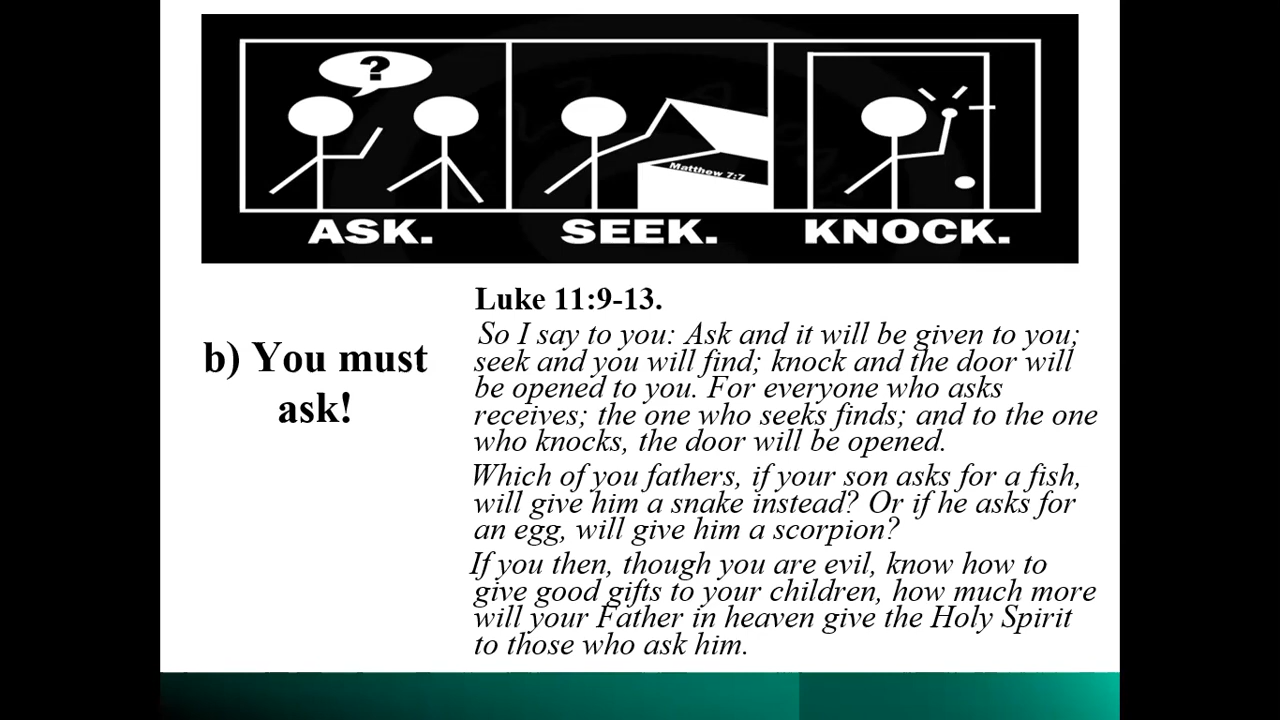 ?
Matthew 7:7
ASK. SEEK. KNOCK.
b) You must
ask!
Luke 11:9-13.
So I say to you: Ask and it will be given to you;
seek and you will find; knock and the door will
be opened to you. For everyone who asks
receives; the one who seeks finds; and to the one
who knocks, the door will be opened.
Which of you fathers, if your son asks for a fish,
will give him a snake instead? Or if he asks for
an egg, will give him a scorpion?
If you then, though you are evil, know how to
give good gifts to your children, how much more
will your Father in heaven give the Holy Spirit
to those who ask him.